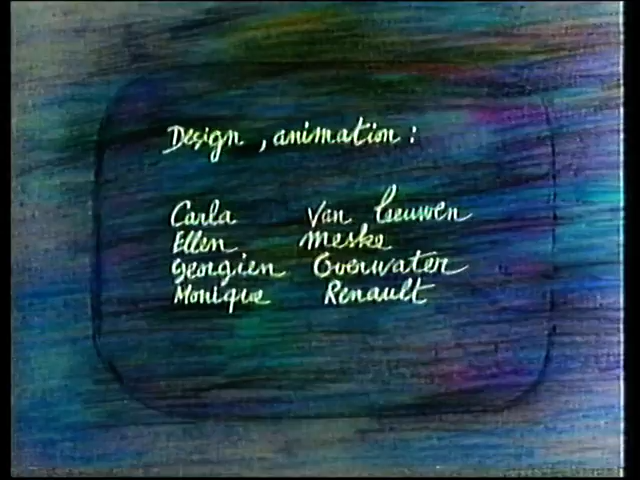 Design, animation :
Carla Van Leeuwen
Ellen Meske
Georgien Overwater
Monique Renault